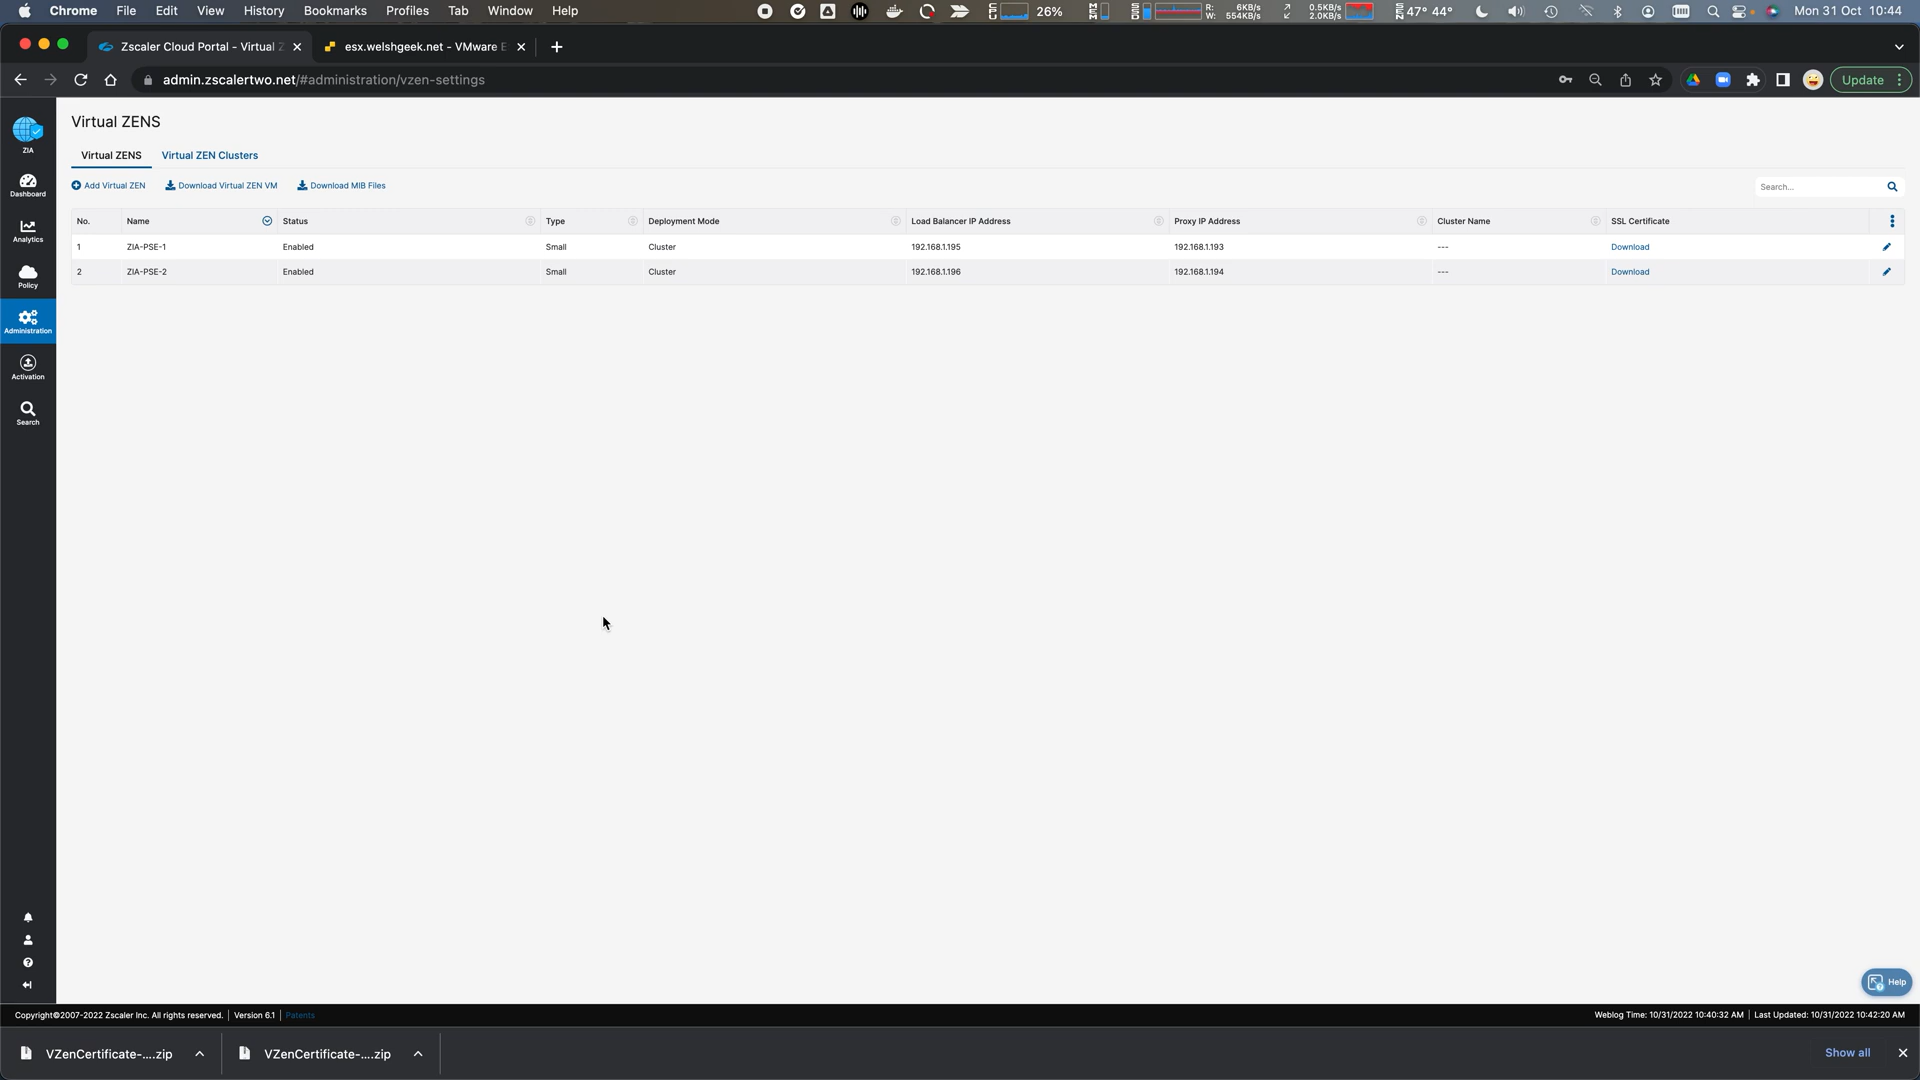 Chrome File Edit View History Bookmarks Profiles Tab Window Help 26% R: 6KB/s W: 554KB/s 0.5KB/s 2.0KB/s 47° 44° Mon 31 Oct 10:44
Zscaler Cloud Portal - Virtual Z esx.welshgeek.net - VMware E
admin.zscalertwo.net/#administration/vzen-settings Update
Virtual ZENS
Virtual ZENS Virtual ZEN Clusters
Add Virtual ZEN Download Virtual ZEN VM Download MIB Files Search...
No. Name Status Type Deployment Mode Load Balancer IP Address Proxy IP Address Cluster Name SSL Certificate
1 ZIA-PSE-1 Enabled Small Cluster 192.168.1.195 192.168.1.193 --- Download
2 ZIA-PSE-2 Enabled Small Cluster 192.168.1.196 192.168.1.194 --- Download
ZIA
Dashboard
Analytics
Policy
Administration
Activation
Search
Help
Copyright©2007-2022 Zscaler Inc. All rights reserved. | Version 6.1 | Patents Weblog Time: 10/31/2022 10:40:32 AM | Last Updated: 10/31/2022 10:42:20 AM
VZenCertificate-....zip VZenCertificate-....zip Show all